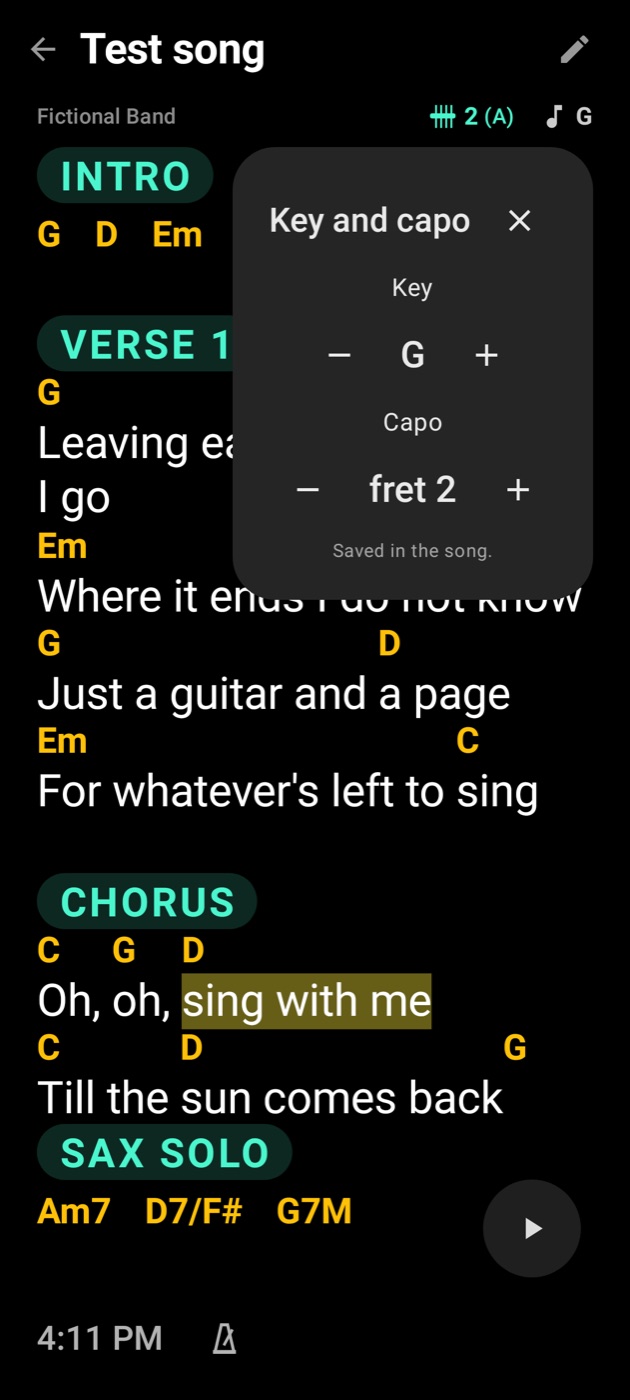 Test song
Fictional Band
2 (A)
G
INTRO
G D Em
Key and capo
Key
− G +
Capo
− fret 2 +
Saved in the song.
VERSE 1
G
Leaving
I go
Em
Where it ends I do not know
G D
Just a guitar and a page
Em C
For whatever's left to sing
CHORUS
C G D
Oh, oh, sing with me
C D G
Till the sun comes back
SAX SOLO
Am7 D7/F# G7M
4:11 PM